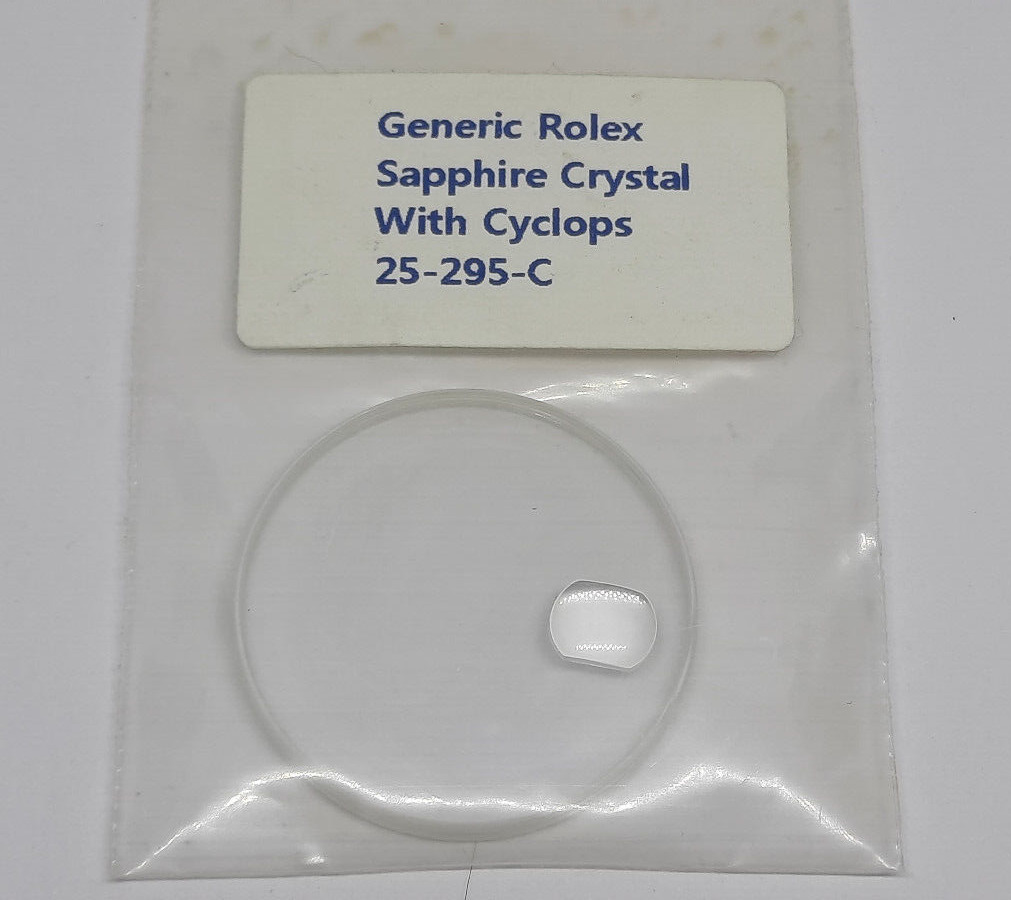 Generic Rolex
Sapphire Crystal
With Cyclops
25-295-C